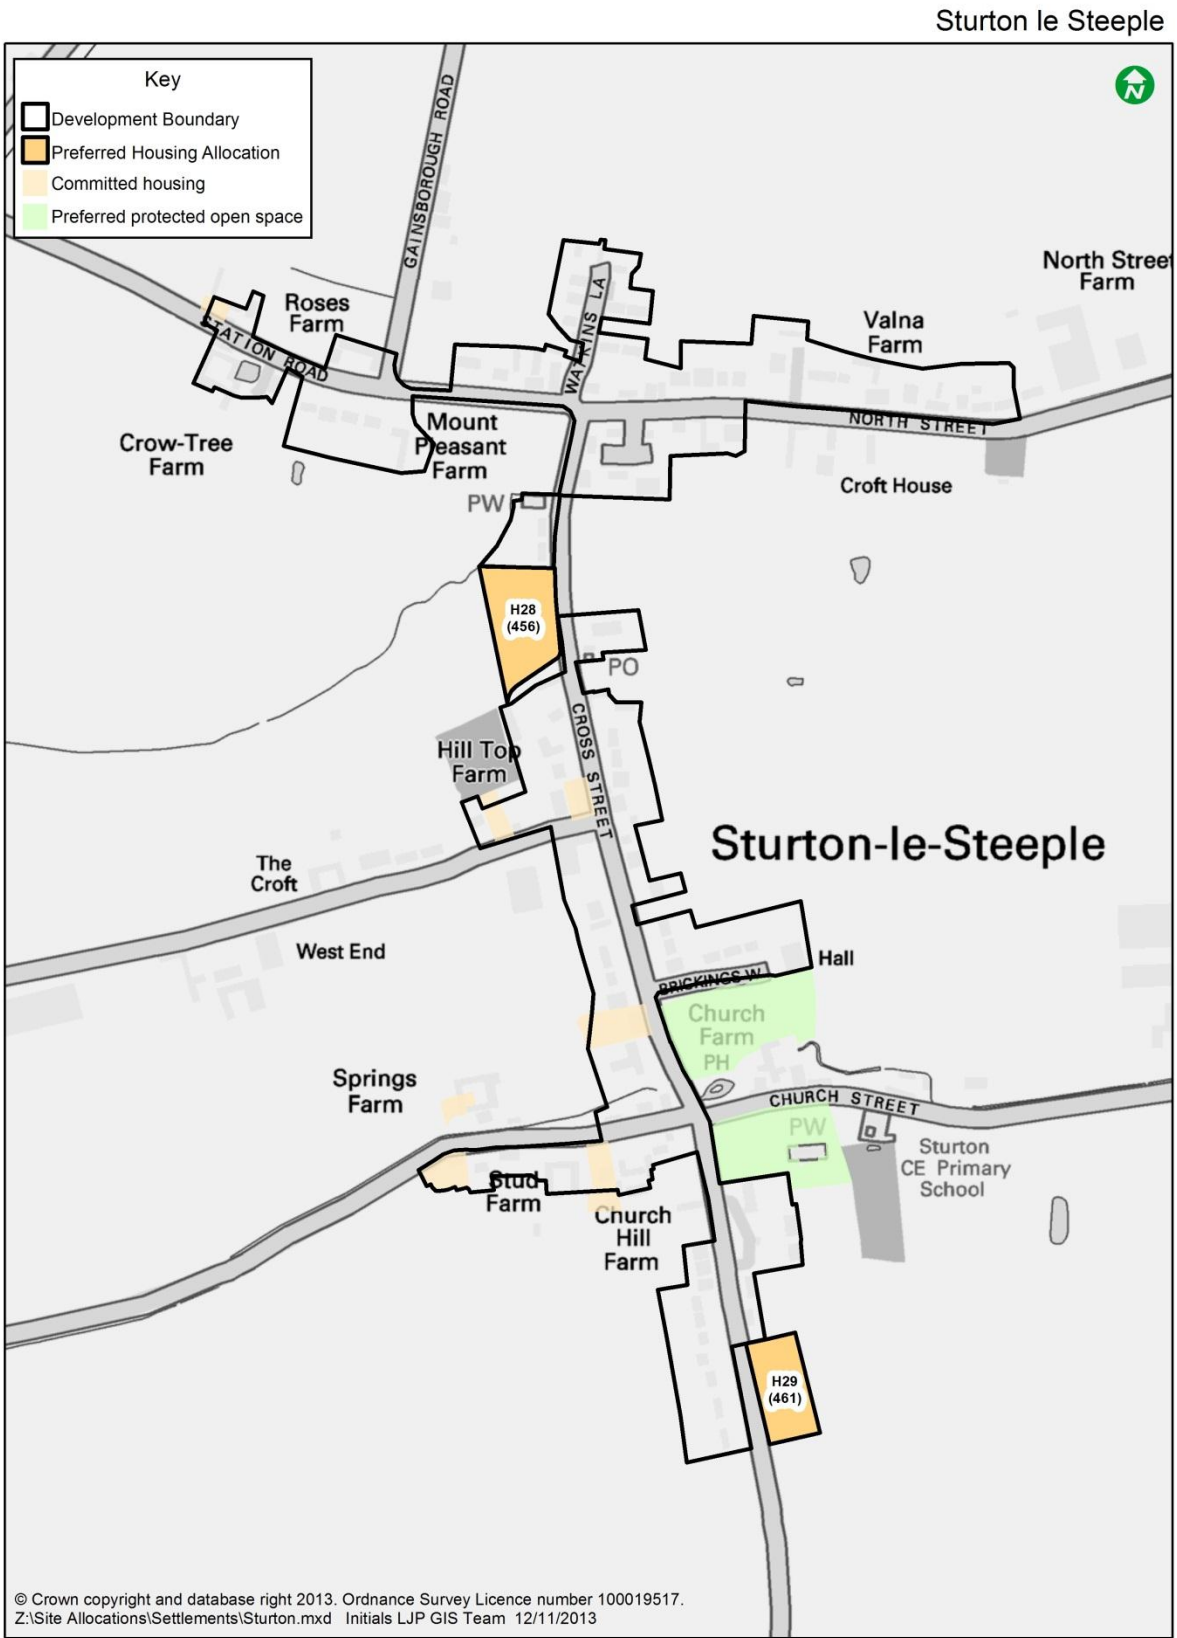 Sturton le Steeple
Key
Development Boundary
Preferred Housing Allocation
Committed housing
Preferred protected open space
N
GAINSBOROUGH ROAD
North Street
Farm
Roses
Farm
STATION ROAD
WATKINS LA
Valna
Farm
Crow-Tree
Farm
Mount
Pleasant
Farm
NORTH STREET
Croft House
PW
H28
(456)
PO
CROSS STREET
Hill Top
Farm
Sturton-le-Steeple
The
Croft
West End
Hall
BRICKINGS W
Church
Farm
PH
Springs
Farm
CHURCH STREET
PW
Sturton
CE Primary
School
Stud
Farm
Church
Hill
Farm
H29
(461)
© Crown copyright and database right 2013. Ordnance Survey Licence number 100019517.
Z:\Site Allocations\Settlements\Sturton.mxd Initials LJP GIS Team 12/11/2013